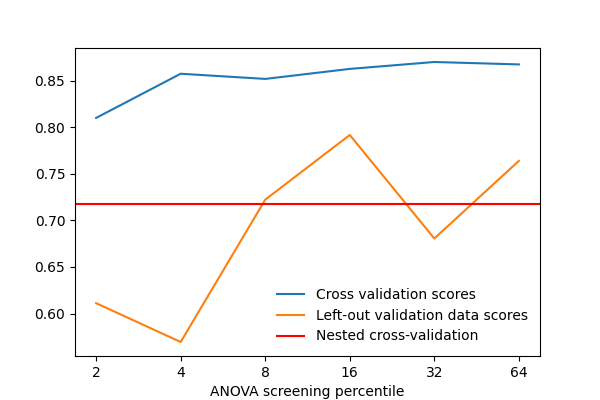 0.85
0.80
0.75
0.70
0.65
0.60
Cross validation scores
Left-out validation data scores
Nested cross-validation
2 4 8 16 32 64
ANOVA screening percentile